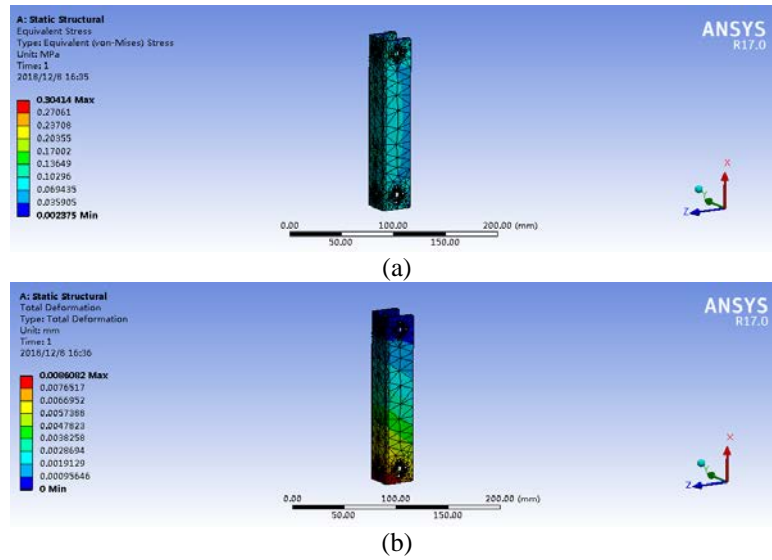 A: Static Structural
Equivalent Stress
Type: Equivalent (von-Mises) Stress
Unit: MPa
Time: 1
2018/12/8 16:35
0.30414 Max
0.27061
0.23708
0.20355
0.17002
0.13649
0.10296
0.069435
0.035905
0.002375 Min
ANSYS
R17.0
X
Y
Z
0.00 100.00 200.00 (mm)
50.00 150.00
(a)
A: Static Structural
Total Deformation
Type: Total Deformation
Unit: mm
Time: 1
2018/12/8 16:36
0.0086082 Max
0.0076517
0.0066952
0.0057388
0.0047823
0.0038258
0.0028694
0.0019129
0.00095646
0 Min
ANSYS
R17.0
X
Y
Z
0.00 100.00 200.00 (mm)
50.00 150.00
(b)